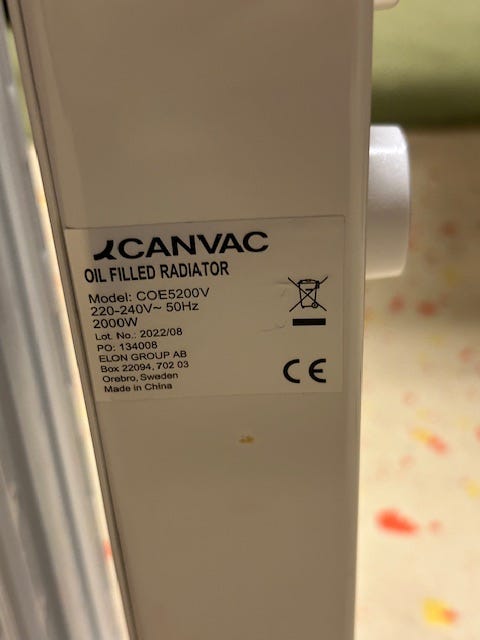 CANVAC
OIL FILLED RADIATOR
Model: COE5200V
220-240V~ 50Hz
2000W
Lot. No.: 2022/08
PO: 134008
ELON GROUP AB
Box 22094, 702 03
Orebro, Sweden
Made in China
CE